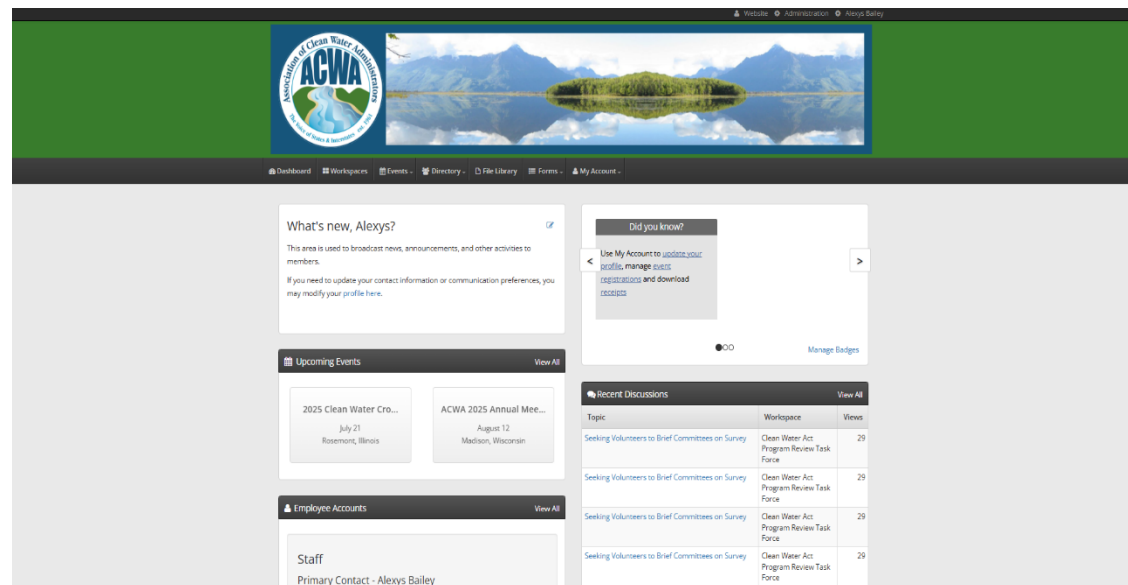 Website Administration Alexys Bailey
Association of Clean Water Administrators
ACWA
The Voice of States & Interstates est. 1961
Dashboard Workspaces Events Directory File Library Forms My Account
What's new, Alexys?
This area is used to broadcast news, announcements, and other activities to
members.
If you need to update your contact information or communication preferences, you
may modify your profile here.
Did you know?
<
Use My Account to update your
profile, manage event
registrations and download
receipts
>
Manage Badges
Upcoming Events View All
2025 Clean Water Cro...
July 21
Rosemont, Illinois
ACWA 2025 Annual Mee...
August 12
Madison, Wisconsin
Recent Discussions View All
Topic Workspace Views
Seeking Volunteers to Brief Committees on Survey Clean Water Act 29
Program Review Task
Force
Seeking Volunteers to Brief Committees on Survey Clean Water Act 29
Program Review Task
Force
Seeking Volunteers to Brief Committees on Survey Clean Water Act 29
Program Review Task
Force
Seeking Volunteers to Brief Committees on Survey Clean Water Act 29
Program Review Task
Force
Employee Accounts View All
Staff
Primary Contact - Alexys Bailey